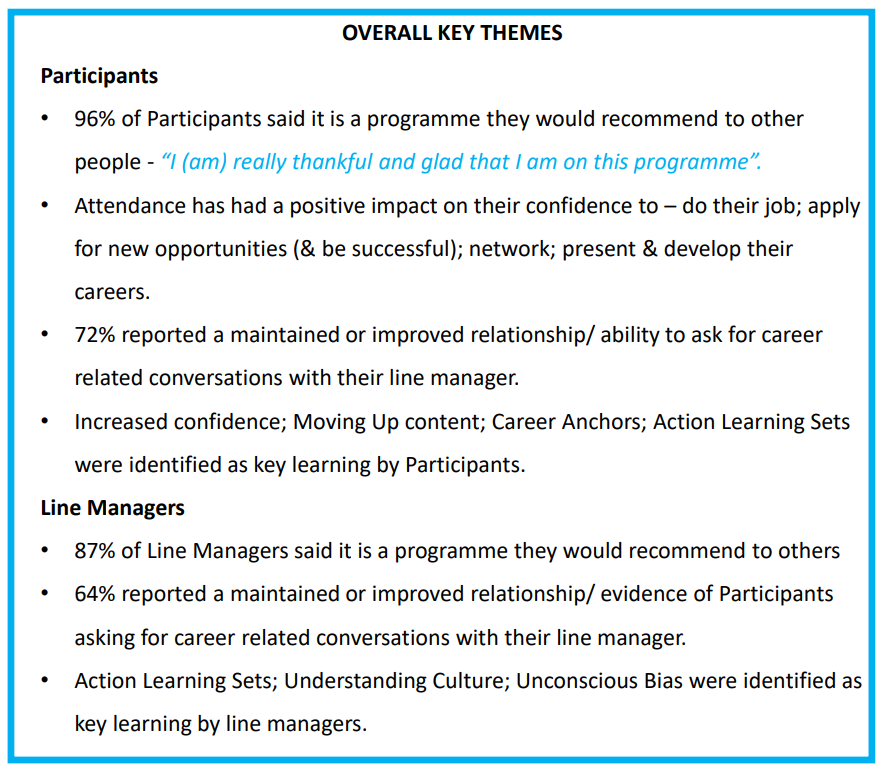 OVERALL KEY THEMES
Participants
• 96% of Participants said it is a programme they would recommend to other
people - “I (am) really thankful and glad that I am on this programme”.
• Attendance has had a positive impact on their confidence to – do their job; apply
for new opportunities (& be successful); network; present & develop their
careers.
• 72% reported a maintained or improved relationship/ ability to ask for career
related conversations with their line manager.
• Increased confidence; Moving Up content; Career Anchors; Action Learning Sets
were identified as key learning by Participants.
Line Managers
• 87% of Line Managers said it is a programme they would recommend to others
• 64% reported a maintained or improved relationship/ evidence of Participants
asking for career related conversations with their line manager.
• Action Learning Sets; Understanding Culture; Unconscious Bias were identified as
key learning by line managers.